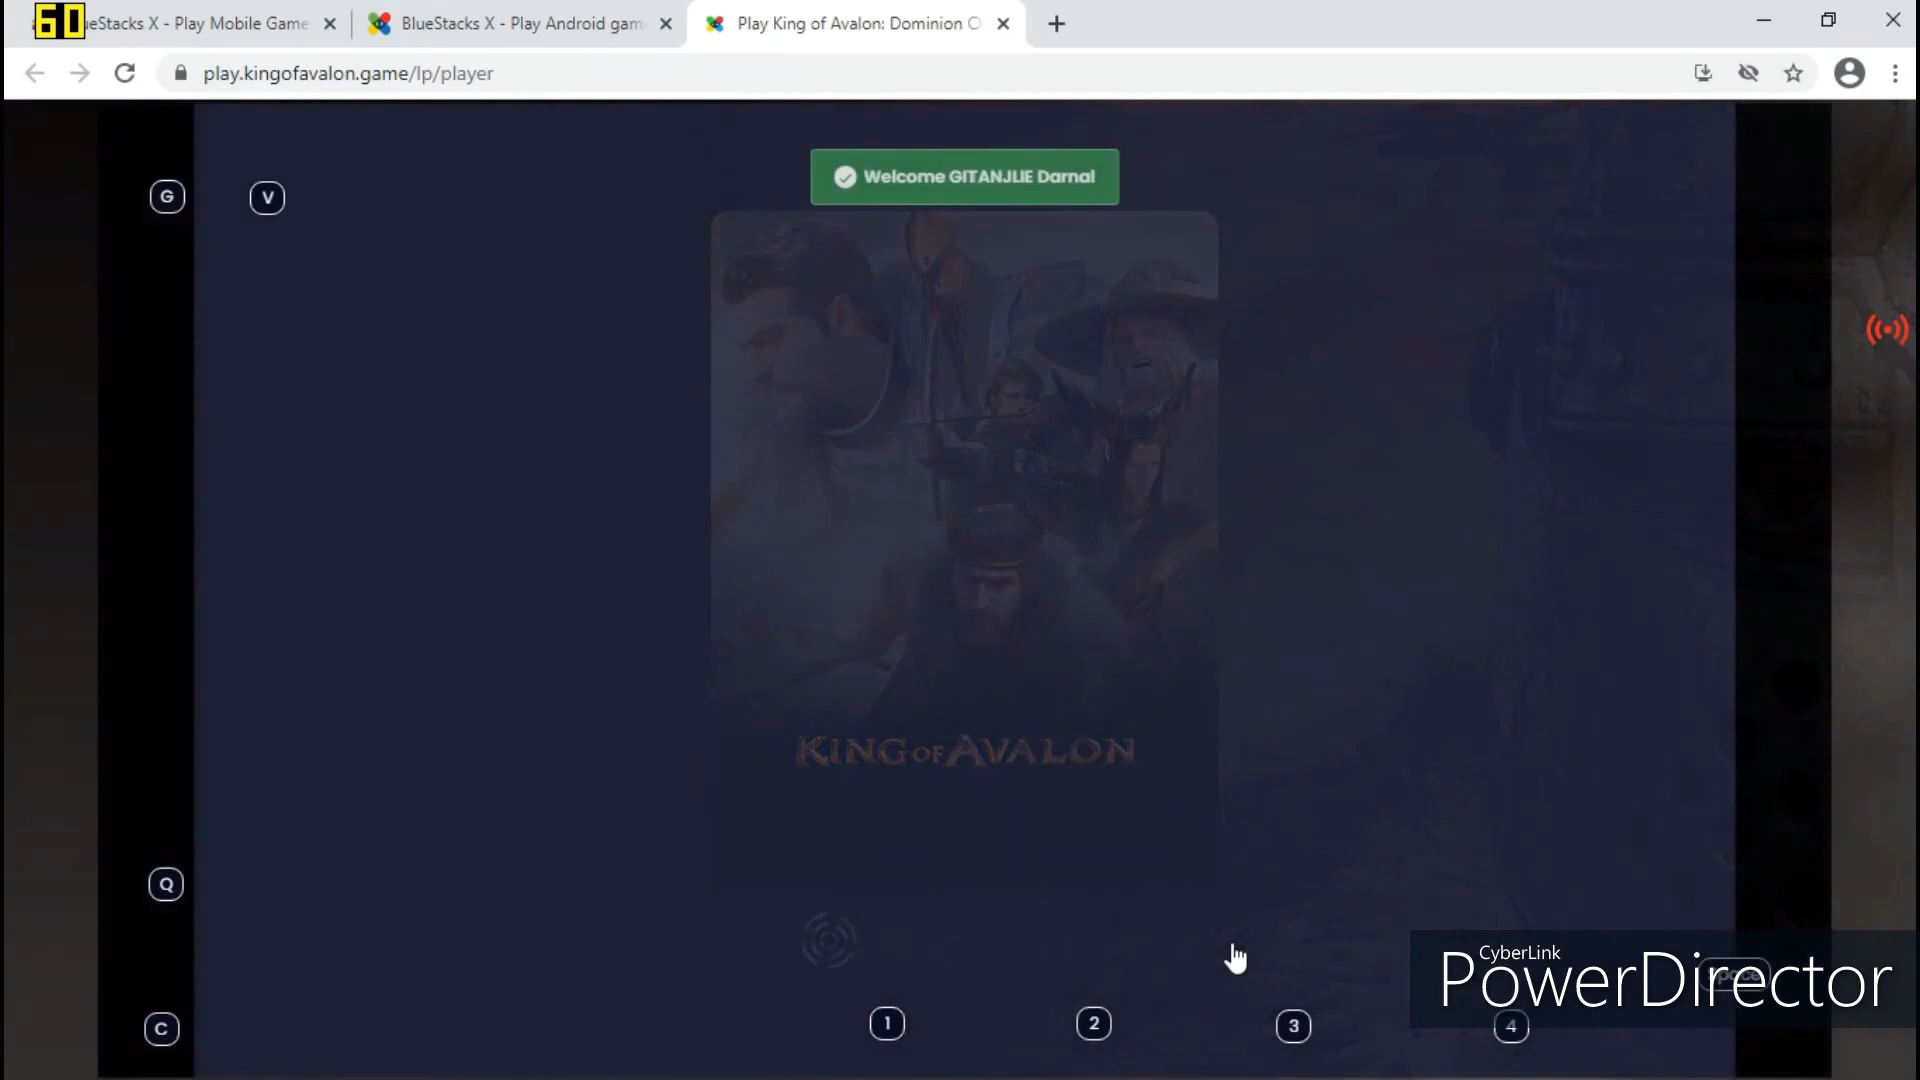 60
eStacks X - Play Mobile Game
BlueStacks X - Play Android gam
Play King of Avalon: Dominion O
play.kingofavalon.game/lp/player
Welcome GITANJLIE Darnal
G
V
KING OF AVALON
Q
CyberLink
PowerDirector
C
1
2
3
4